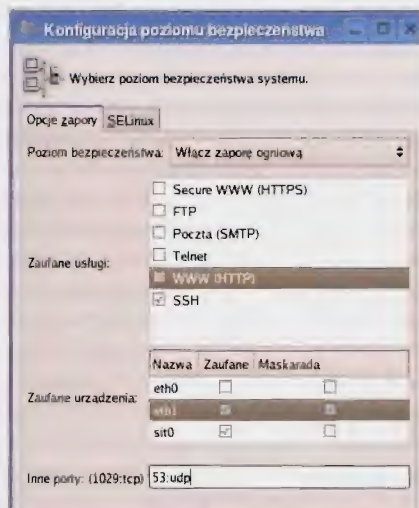 Konfiguracja poziomu bezpieczeństwa
Wybierz poziom bezpieczeństwa systemu.
Opcje zapory SELinux
Poziom bezpieczeństwa: Włącz zaporę ogniową
Zaufane usługi:
Secure WWW (HTTPS)
FTP
Poczta (SMTP)
Telnet
WWW (HTTP)
SSH
Zaufane urządzenia:
Nazwa Zaufane Maskarada
eth0
eth1
sit0
Inne porty: (1029:tcp) 53:udp